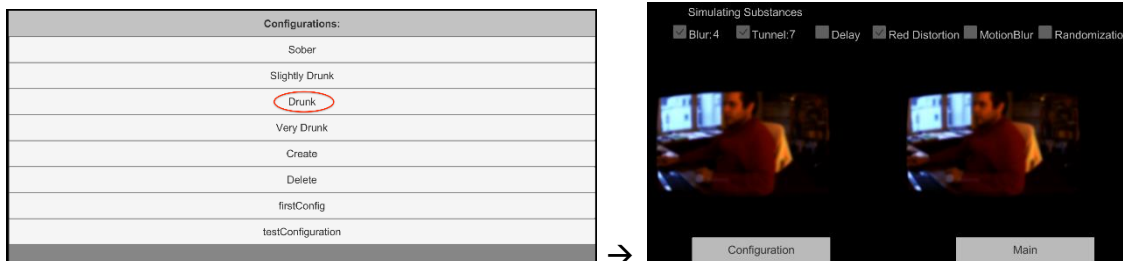 Configurations:
Sober
Slightly Drunk
Drunk
Very Drunk
Create
Delete
firstConfig
testConfiguration
→
Simulating Substances
Blur:4 Tunnel:7 Delay Red Distortion MotionBlur Randomizatio
Configuration Main